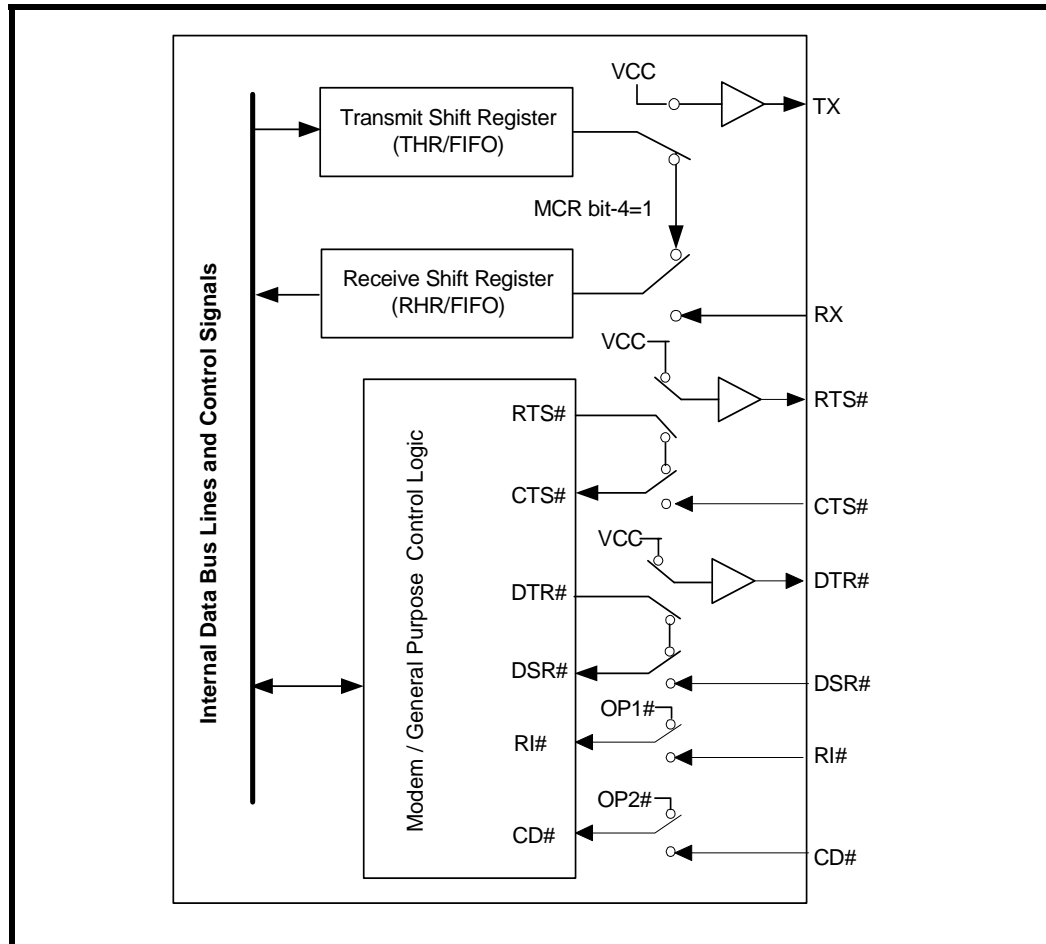 VCC
TX
Transmit Shift Register
(THR/FIFO)
MCR bit-4=1
Receive Shift Register
(RHR/FIFO)
RX
Internal Data Bus Lines and Control Signals
VCC
RTS#
Modem / General Purpose Control Logic
RTS#
CTS#
CTS#
VCC
DTR#
DTR#
DSR#
DSR#
OP1#
RI#
RI#
OP2#
CD#
CD#